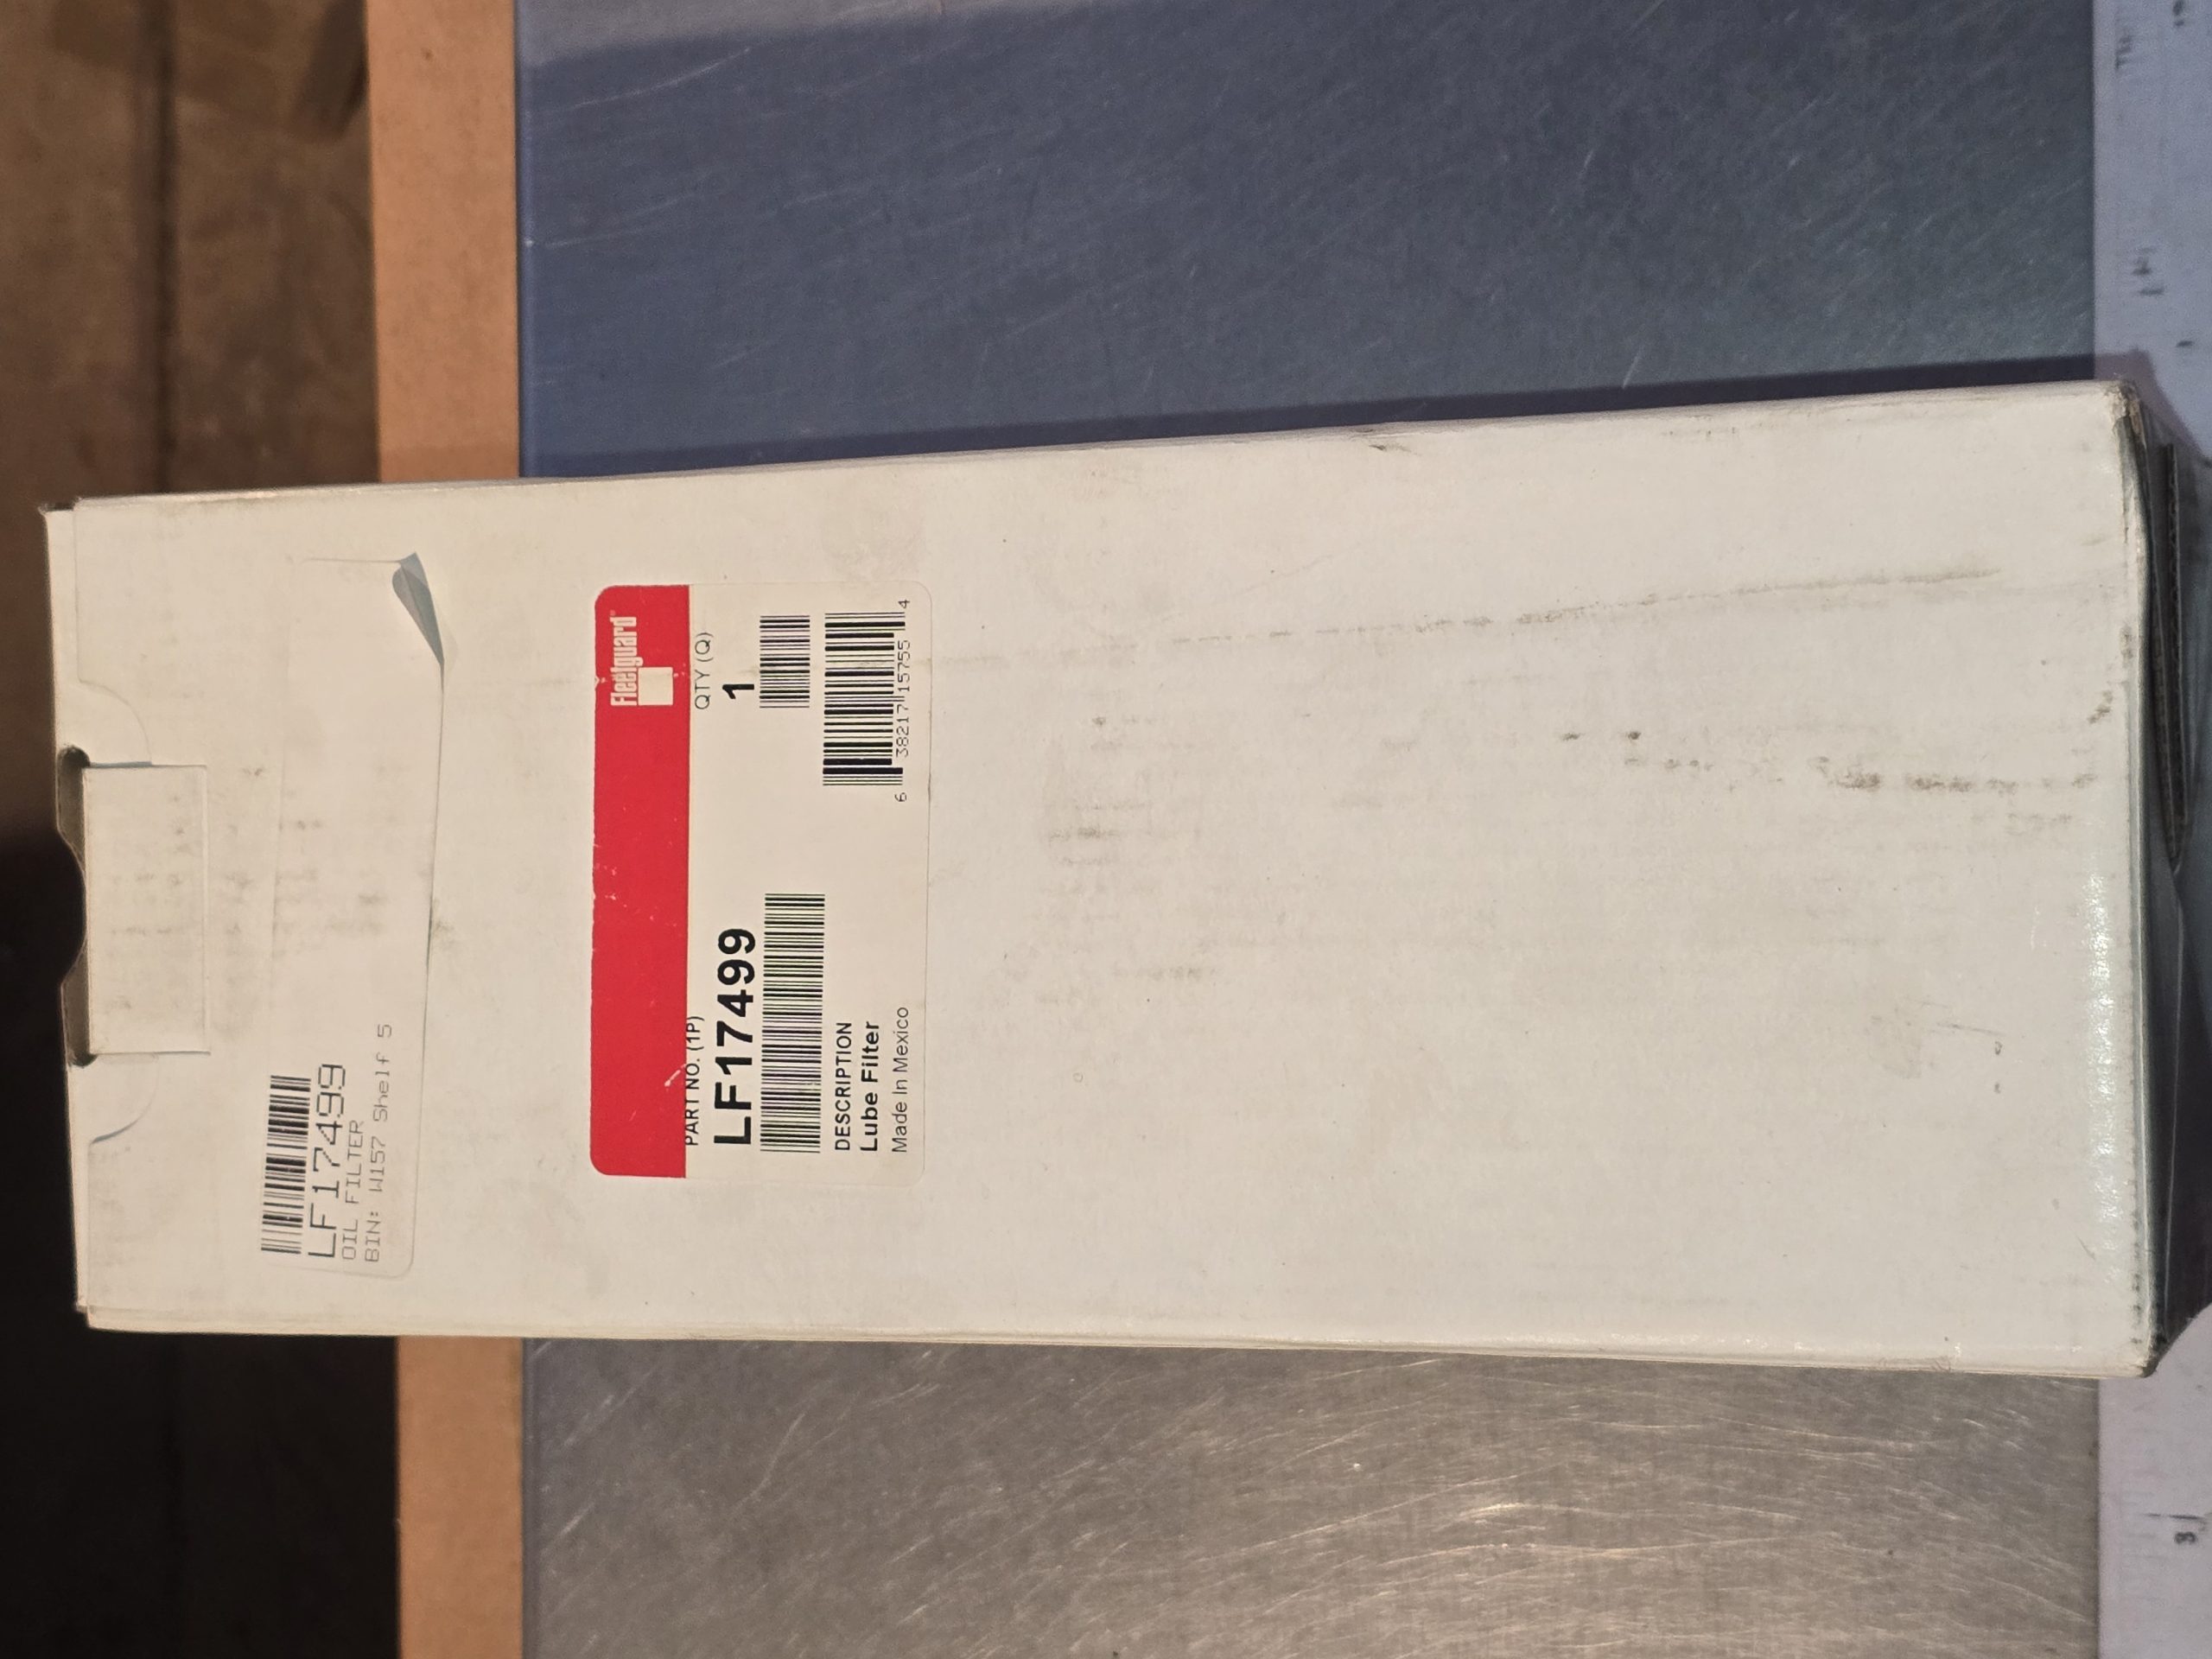 LF17499
OIL FILTER
BIN: W157 Shelf 5
Fleetguard
PART NO. (1P)
QTY (Q)
LF17499
1
DESCRIPTION
Lube Filter
Made In Mexico
6 38217 15755 4